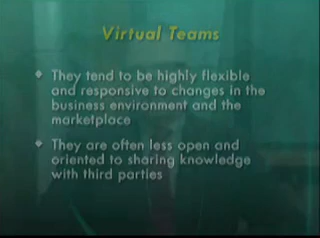 Virtual Teams
They tend to be highly flexible
and responsive to changes in the
business environment and the
marketplace
They are often less open and
oriented to sharing knowledge
with third parties